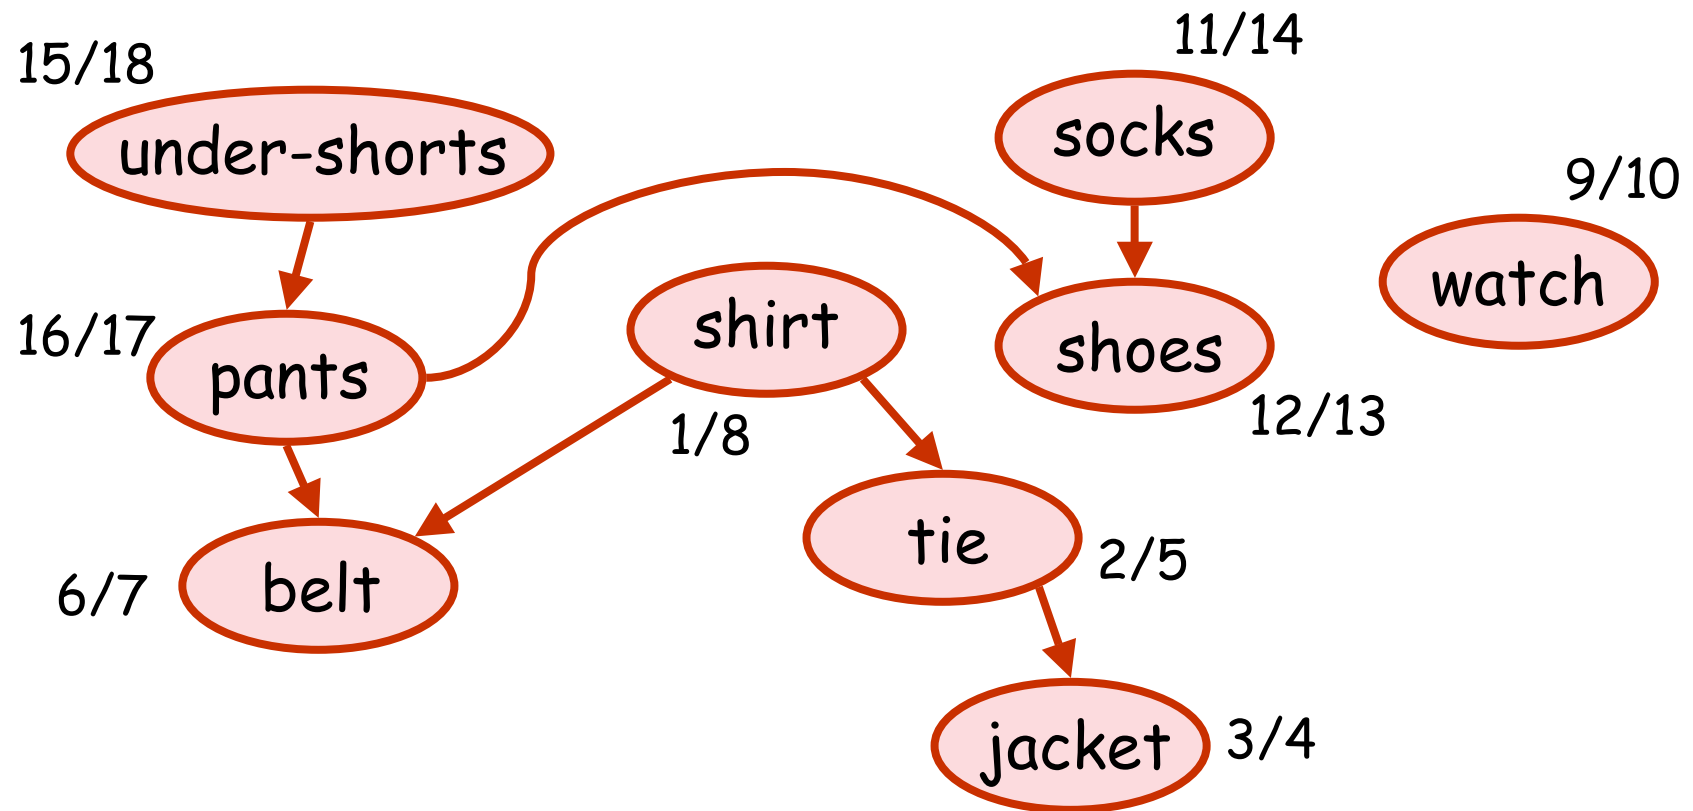 11/14
15/18
under-shorts
socks
9/10
watch
shirt
shoes
16/17
pants
12/13
1/8
tie
2/5
belt
6/7
jacket
3/4